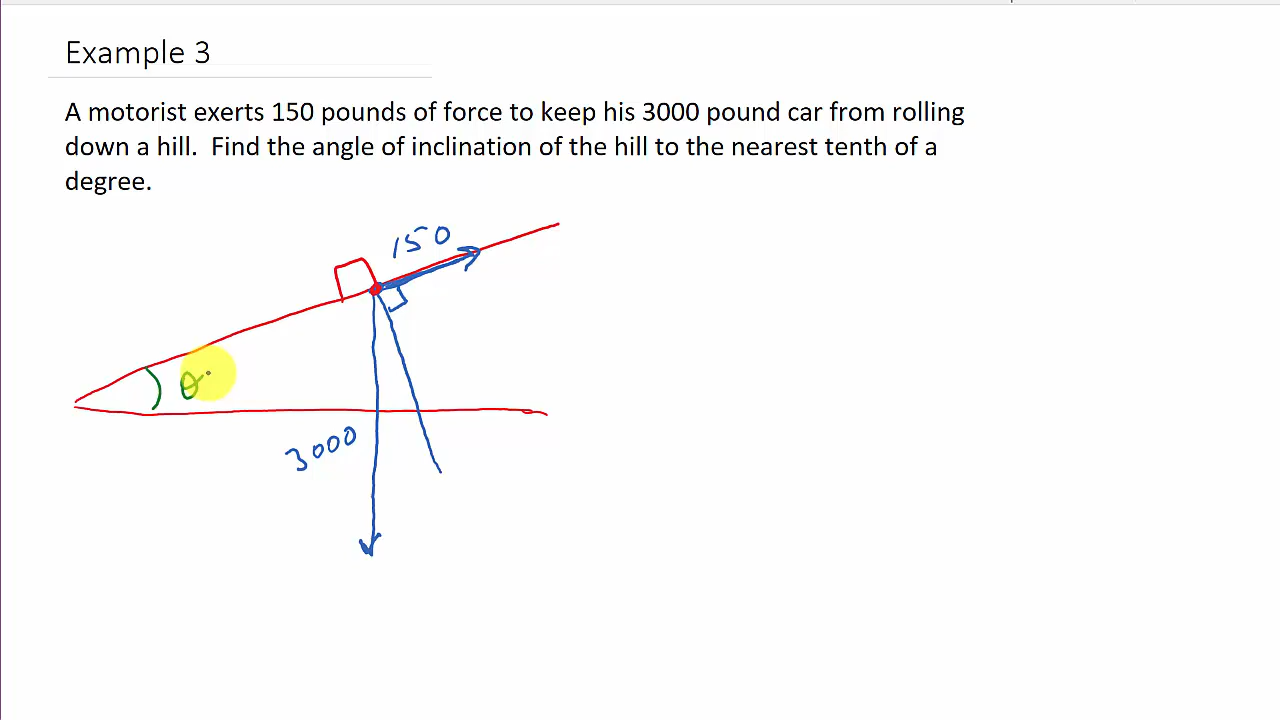 Example 3
A motorist exerts 150 pounds of force to keep his 3000 pound car from rolling
down a hill.  Find the angle of inclination of the hill to the nearest tenth of a
degree.
150
θ
3000